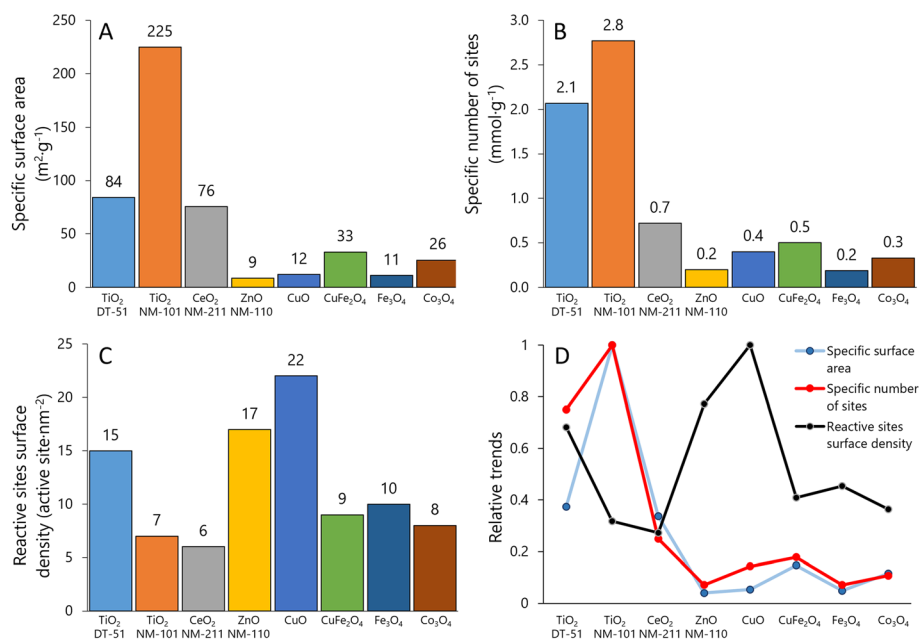 A
Specific surface area
(m²·g⁻¹)
250
200
150
100
50
0
84
225
76
9
12
33
11
26
TiO₂ TiO₂ CeO₂ ZnO CuO CuFe₂O₄ Fe₃O₄ Co₃O₄
DT-51 NM-101 NM-211 NM-110
B
Specific number of sites
(mmol·g⁻¹)
3.0
2.5
2.0
1.5
1.0
0.5
0.0
2.1
2.8
0.7
0.2
0.4
0.5
0.2
0.3
TiO₂ TiO₂ CeO₂ ZnO CuO CuFe₂O₄ Fe₃O₄ Co₃O₄
DT-51 NM-101 NM-211 NM-110
C
Reactive sites surface
density (active site·nm⁻²)
25
20
15
10
5
0
15
7
6
17
22
9
10
8
TiO₂ TiO₂ CeO₂ ZnO CuO CuFe₂O₄ Fe₃O₄ Co₃O₄
DT-51 NM-101 NM-211 NM-110
D
Relative trends
1
0.8
0.6
0.4
0.2
0
Specific surface
area
Specific number
of sites
Reactive sites
surface density
TiO₂ TiO₂ CeO₂ ZnO CuO CuFe₂O₄ Fe₃O₄ Co₃O₄
DT-51 NM-101 NM-211 NM-110